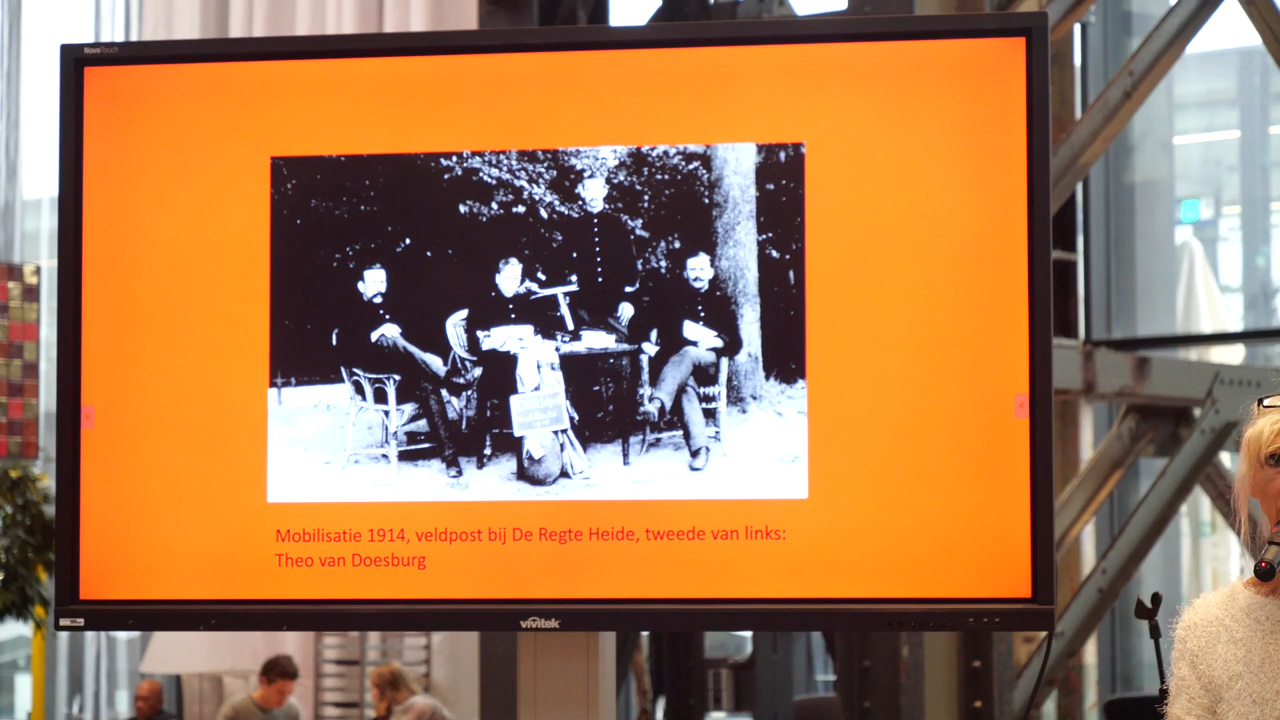 NovoTouch
Mobilisatie 1914, veldpost bij De Regte Heide, tweede van links:
Theo van Doesburg
vivitek